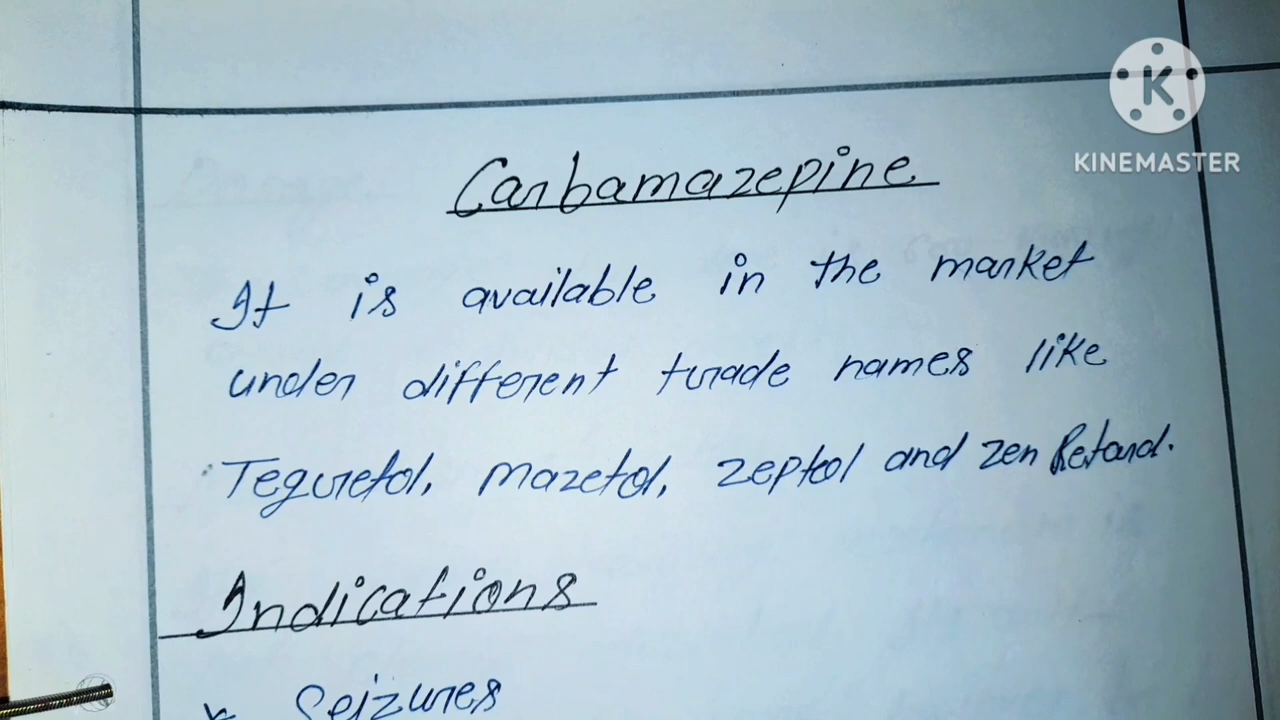 KINEMASTER
Carbamazepine
It is available in the market
under different trade names like
Tegretol, Mazetol, Zeptol and Zen Retard.
Indications
Seizures